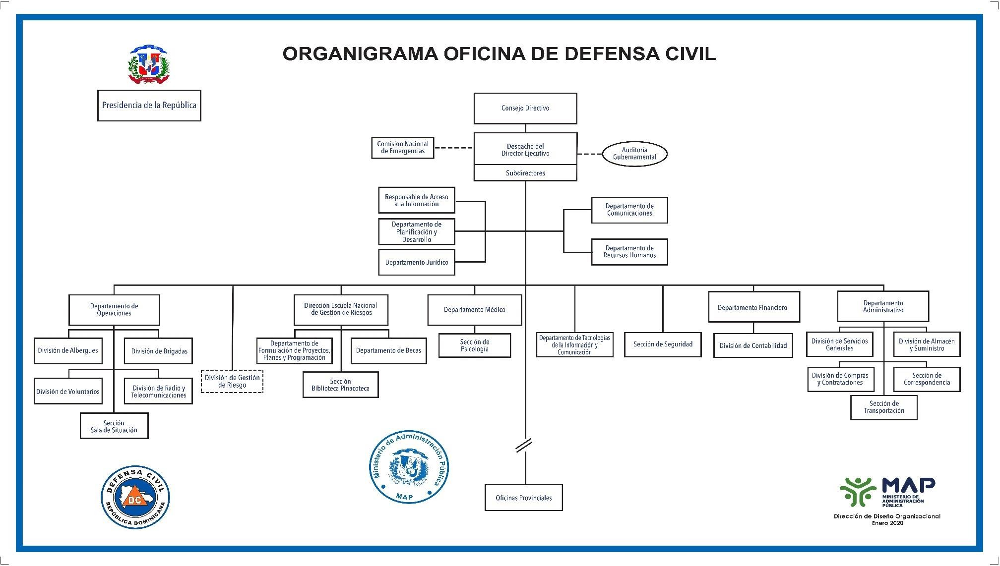 ORGANIGRAMA OFICINA DE DEFENSA CIVIL
Presidencia de la República
Consejo Directivo
Comision Nacional
de Emergencias
Despacho del
Director Ejecutivo
Subdirectores
Auditoría
Gubernamental
Responsable de Acceso
a la Información
Departamento de
Planificación y
Desarrollo
Departamento Jurídico
Departamento de
Comunicaciones
Departamento de
Recursos Humanos
Departamento de
Operaciones
División de Albergues
División de Brigadas
División de Voluntarios
División de Radio y
Telecomunicaciones
Sección
Sala de Situación
División de Gestión
de Riesgo
Dirección Escuela Nacional
de Gestión de Riesgos
Departamento de
Formulación de Proyectos,
Planes y Programación
Departamento de Becas
Sección
Biblioteca Pinacoteca
Departamento Médico
Sección de
Psicología
Departamento de Tecnologías
de la Información y
Comunicación
Sección de Seguridad
Departamento Financiero
División de Contabilidad
Departamento
Administrativo
División de Servicios
Generales
División de Almacén
y Suministro
División de Compras
y Contrataciones
Sección de
Correspondencia
Sección de
Transportación
Oficinas Provinciales
DEFENSA CIVIL
DC
REPÚBLICA DOMINICANA
Ministerio de Administración Pública
MAP
MAP
MINISTERIO DE
ADMINISTRACIÓN
PÚBLICA
Dirección de Diseño Organizacional
Enero 2020